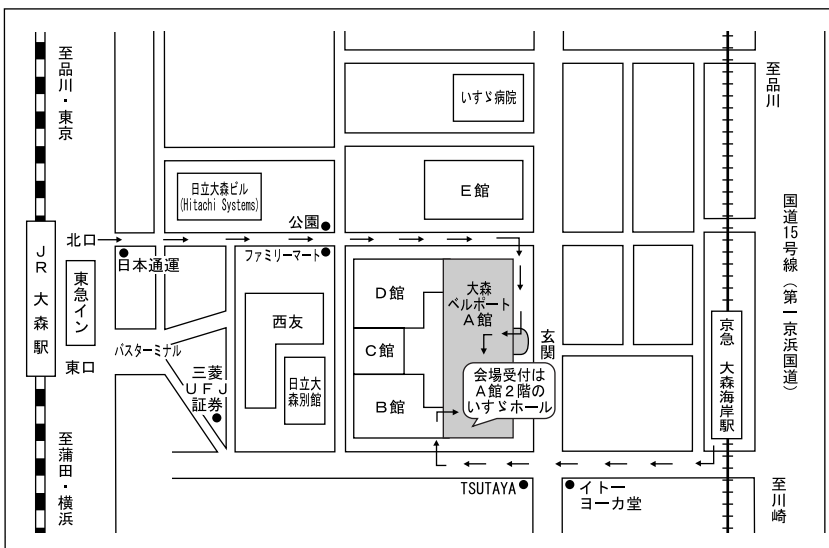 至品川・東京
いすゞ病院
至品川
日立大森ビル
(Hitachi Systems)
E館
国道15号線（第一京浜国道）
公園
北口
日本通運
ファミリーマート
JR 大森駅
東急イン
D館
大森
ベルポート
A館
西友
C館
玄関
バスターミナル
東口
三菱
UFJ
証券
日立大
森別館
B館
会場受付は
A館2階の
いすゞホール
京急 大森海岸駅
至蒲田・横浜
TSUTAYA
イトー
ヨーカ堂
至川崎